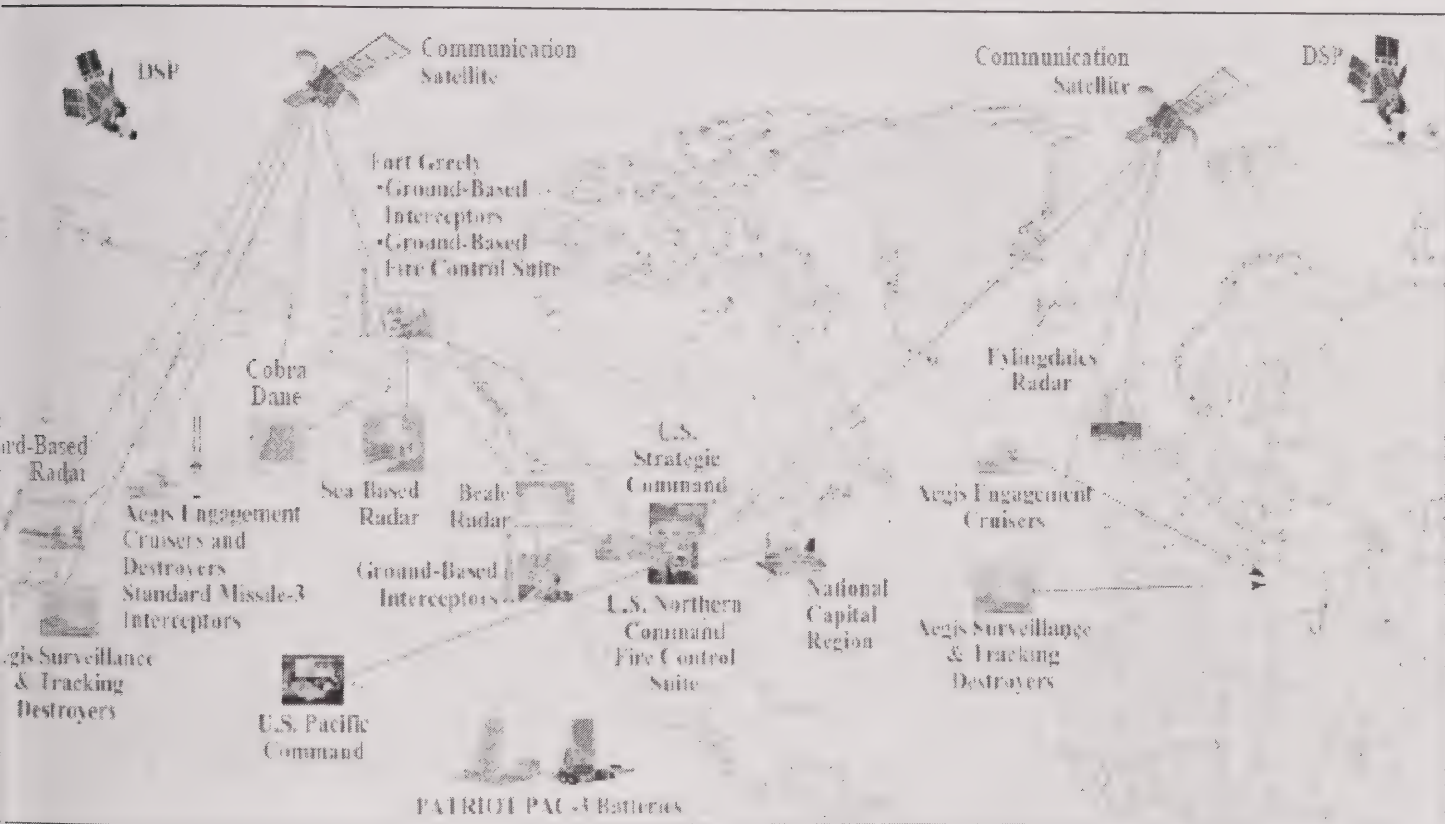 DSP
Communication
Satellite
Communication
Satellite
DSP
Fort Greely
•Ground-Based
Interceptors
•Ground-Based
Fire Control Suite
Cobra
Dane
Fylingdales
Radar
Radar
Aegis Engagement
Cruisers and
Destroyers
Standard Missile-3
Interceptors
Sea Based
Radar
Beale
Radar
U.S.
Strategic
Command
Aegis Engagement
Cruisers
Ground-Based
Interceptors
U.S. Northern
Command
Fire Control
Suite
National
Capital
Region
gis Surveillance
& Tracking
Destroyers
Aegis Surveillance
& Tracking
Destroyers
U.S. Pacific
Command
PATRIOT PAC-3 Batteries